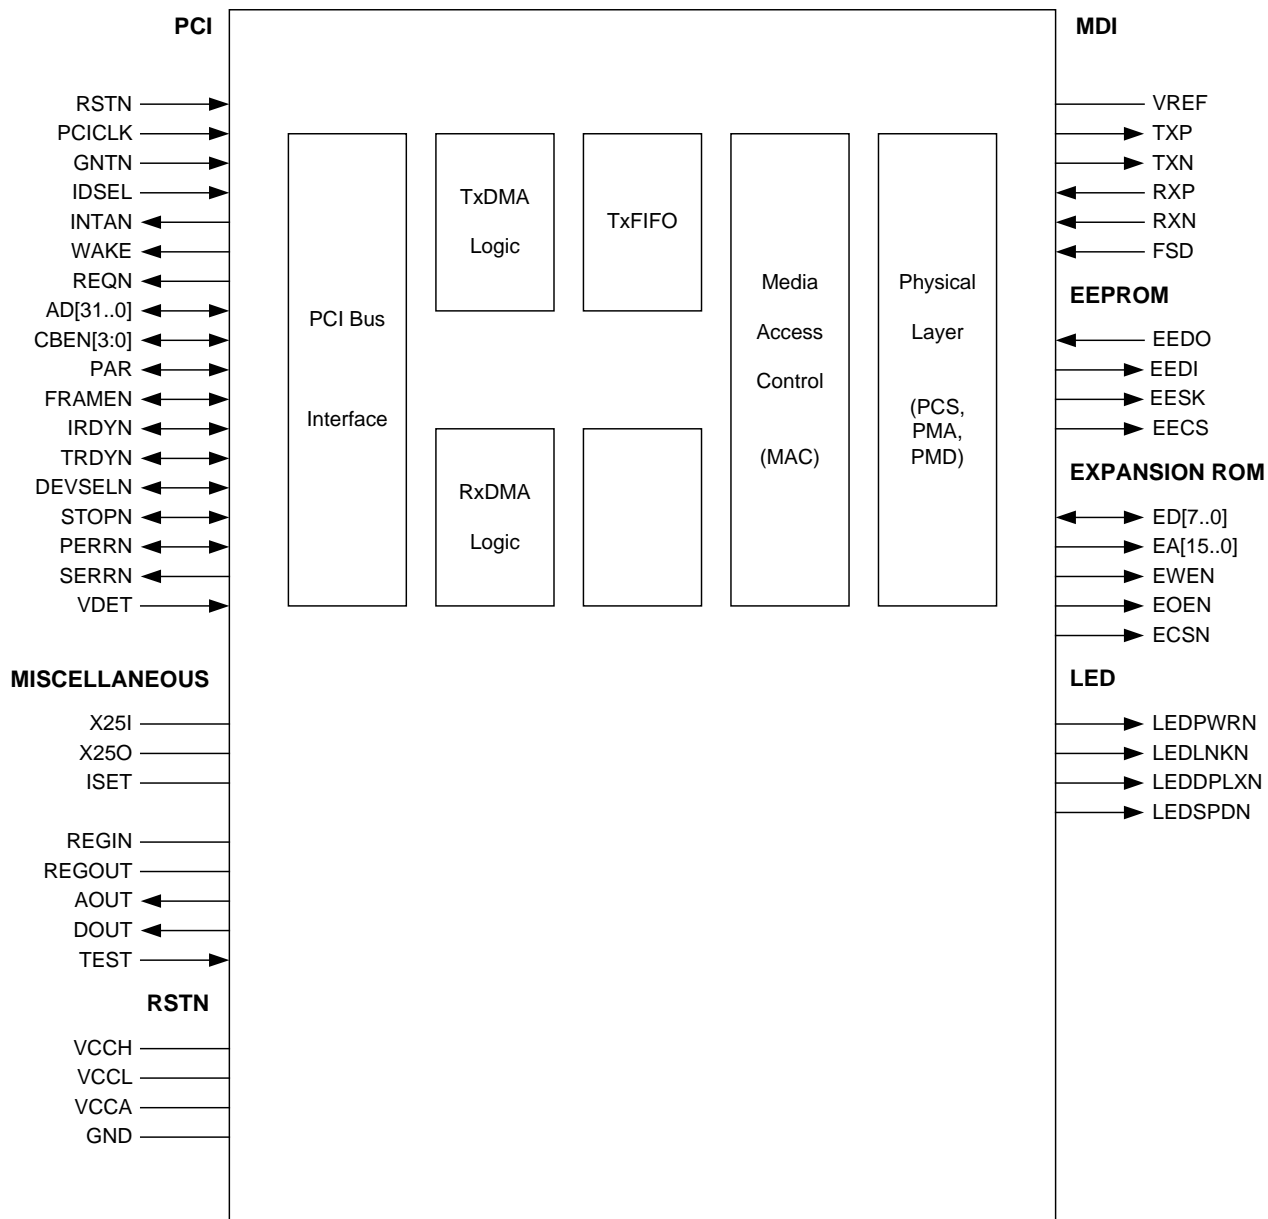 PCI
RSTN
PCICLK
GNTN
IDSEL
INTAN
WAKE
REQN
AD[31..0]
CBEN[3:0]
PAR
FRAMEN
IRDYN
TRDYN
DEVSELN
STOPN
PERRN
SERRN
VDET
MISCELLANEOUS
X25I
X25O
ISET
REGIN
REGOUT
AOUT
DOUT
TEST
RSTN
VCCH
VCCL
VCCA
GND
PCI Bus
Interface
TxDMA
Logic
RxDMA
Logic
TxFIFO
Media
Access
Control
(MAC)
Physical
Layer
(PCS,
PMA,
PMD)
MDI
VREF
TXP
TXN
RXP
RXN
FSD
EEPROM
EEDO
EEDI
EESK
EECS
EXPANSION ROM
ED[7..0]
EA[15..0]
EWEN
EOEN
ECSN
LED
LEDPWRN
LEDLNKN
LEDDPLXN
LEDSPDN